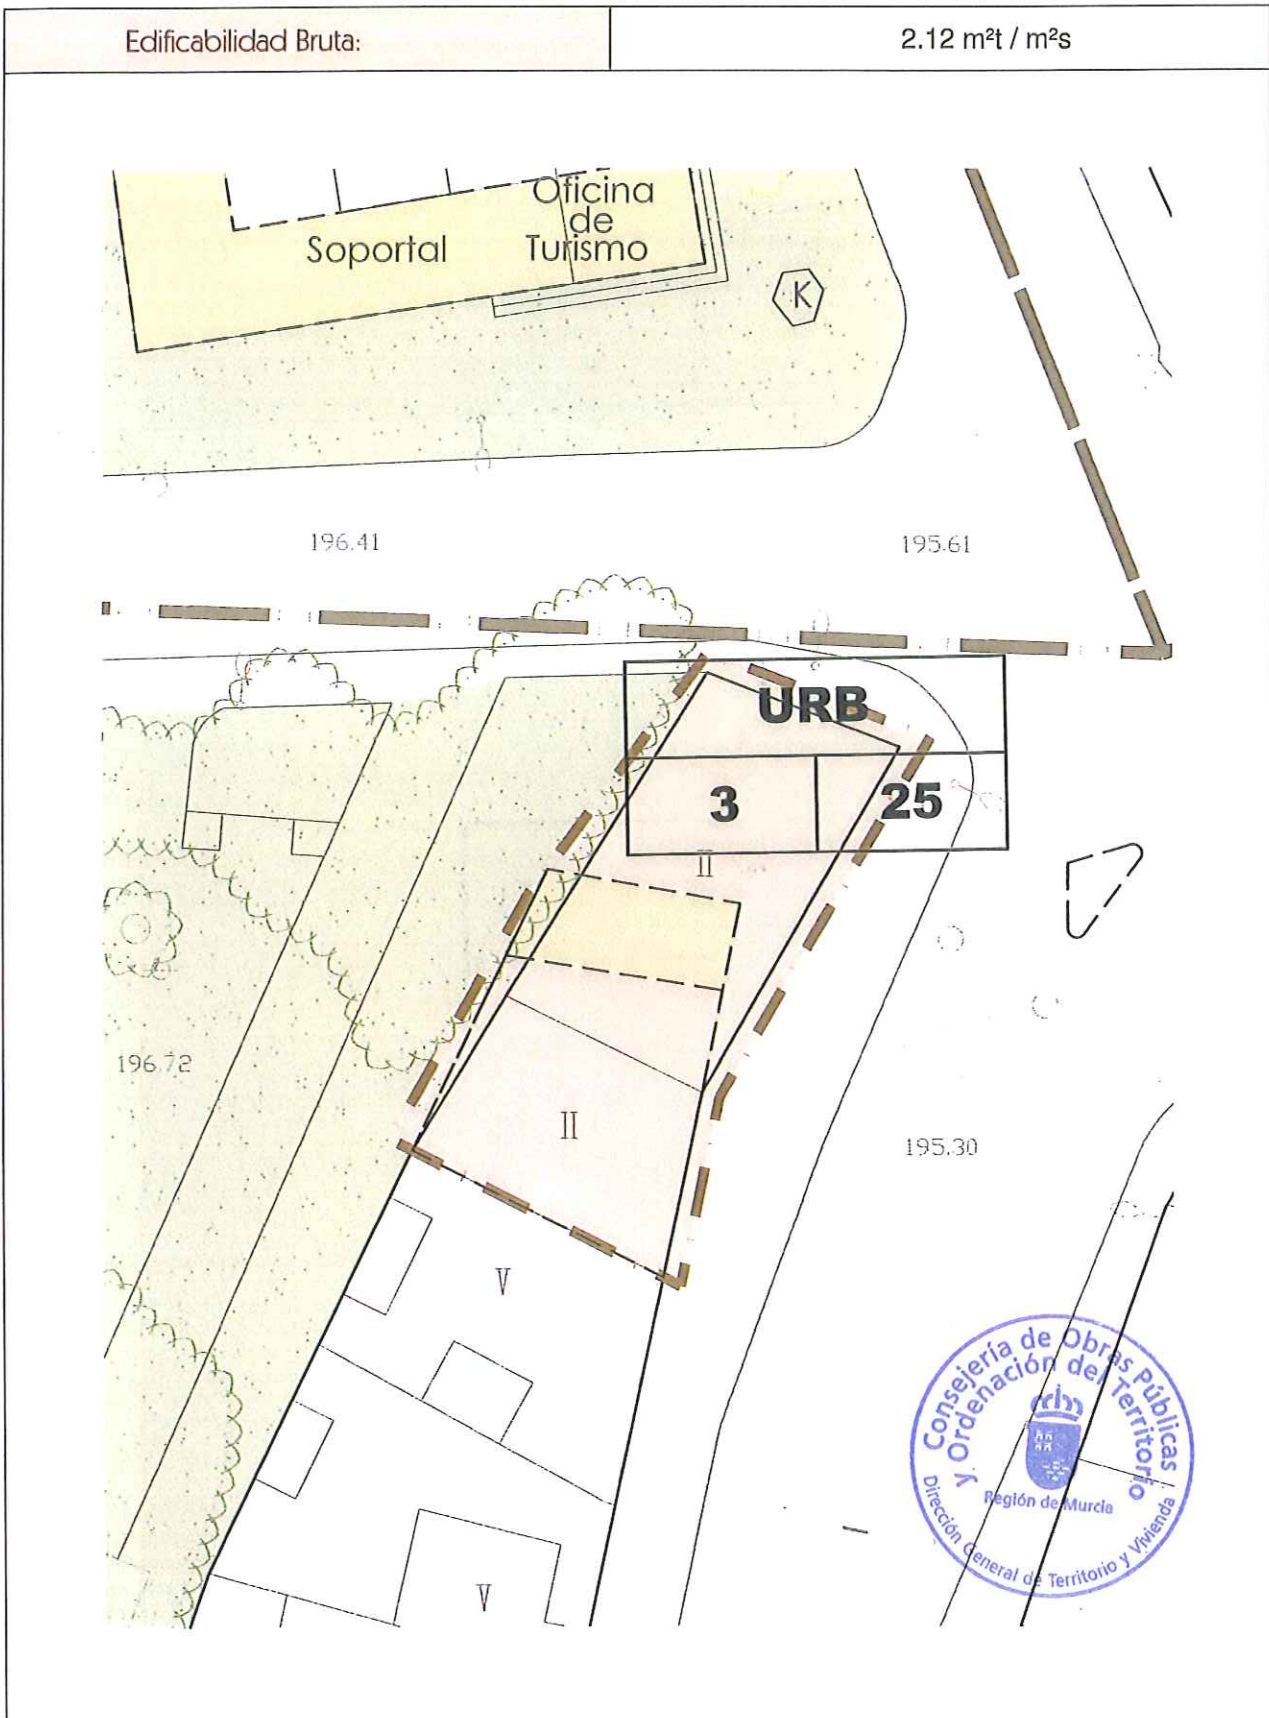 Edificabilidad Bruta: 2.12 m²t / m²s
Oficina
de
Turismo
Soportal
K
196.41
195.61
URB
3 25
II
196.72
II
195.30
V
V
Consejería de Obras Públicas
y Ordenación del Territorio
Región de Murcia
Dirección General de Territorio y Vivienda